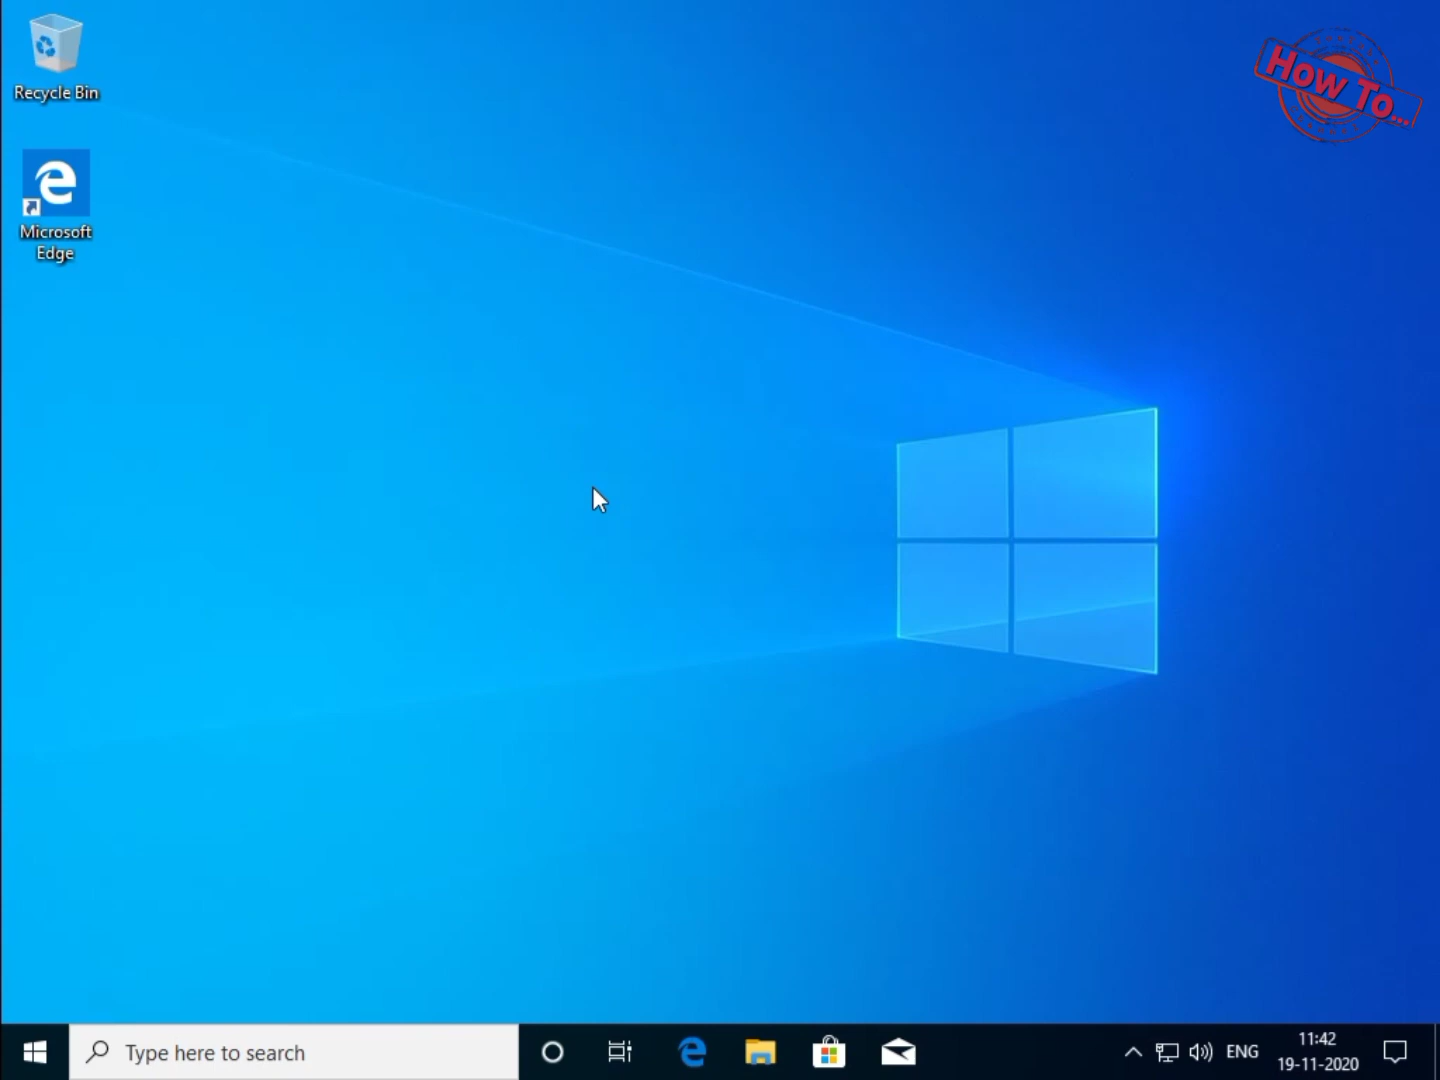 Recycle Bin
How To...
Microsoft
Edge
Type here to search
ENG
11:42
19-11-2020